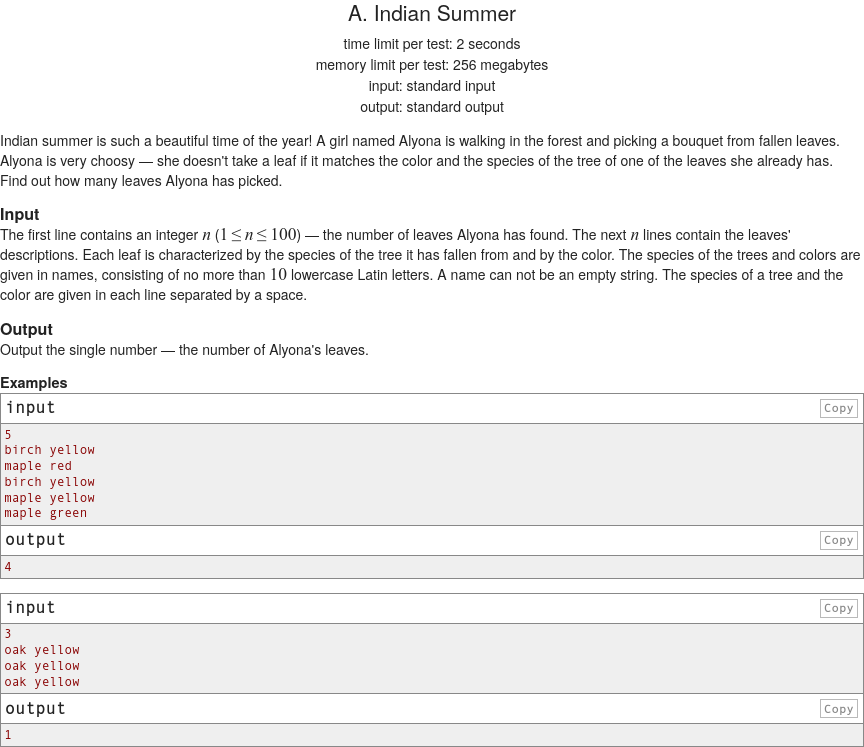 A. Indian Summer
time limit per test: 2 seconds
memory limit per test: 256 megabytes
input: standard input
output: standard output
Indian summer is such a beautiful time of the year! A girl named Alyona is walking in the forest and picking a bouquet from fallen leaves.
Alyona is very choosy — she doesn't take a leaf if it matches the color and the species of the tree of one of the leaves she already has.
Find out how many leaves Alyona has picked.
Input
The first line contains an integer n (1 ≤ n ≤ 100) — the number of leaves Alyona has found. The next n lines contain the leaves'
descriptions. Each leaf is characterized by the species of the tree it has fallen from and by the color. The species of the trees and colors are
given in names, consisting of no more than 10 lowercase Latin letters. A name can not be an empty string. The species of a tree and the
color are given in each line separated by a space.
Output
Output the single number — the number of Alyona's leaves.
Examples
input Copy
5
birch yellow
maple red
birch yellow
maple yellow
maple green
output Copy
4
input Copy
3
oak yellow
oak yellow
oak yellow
output Copy
1